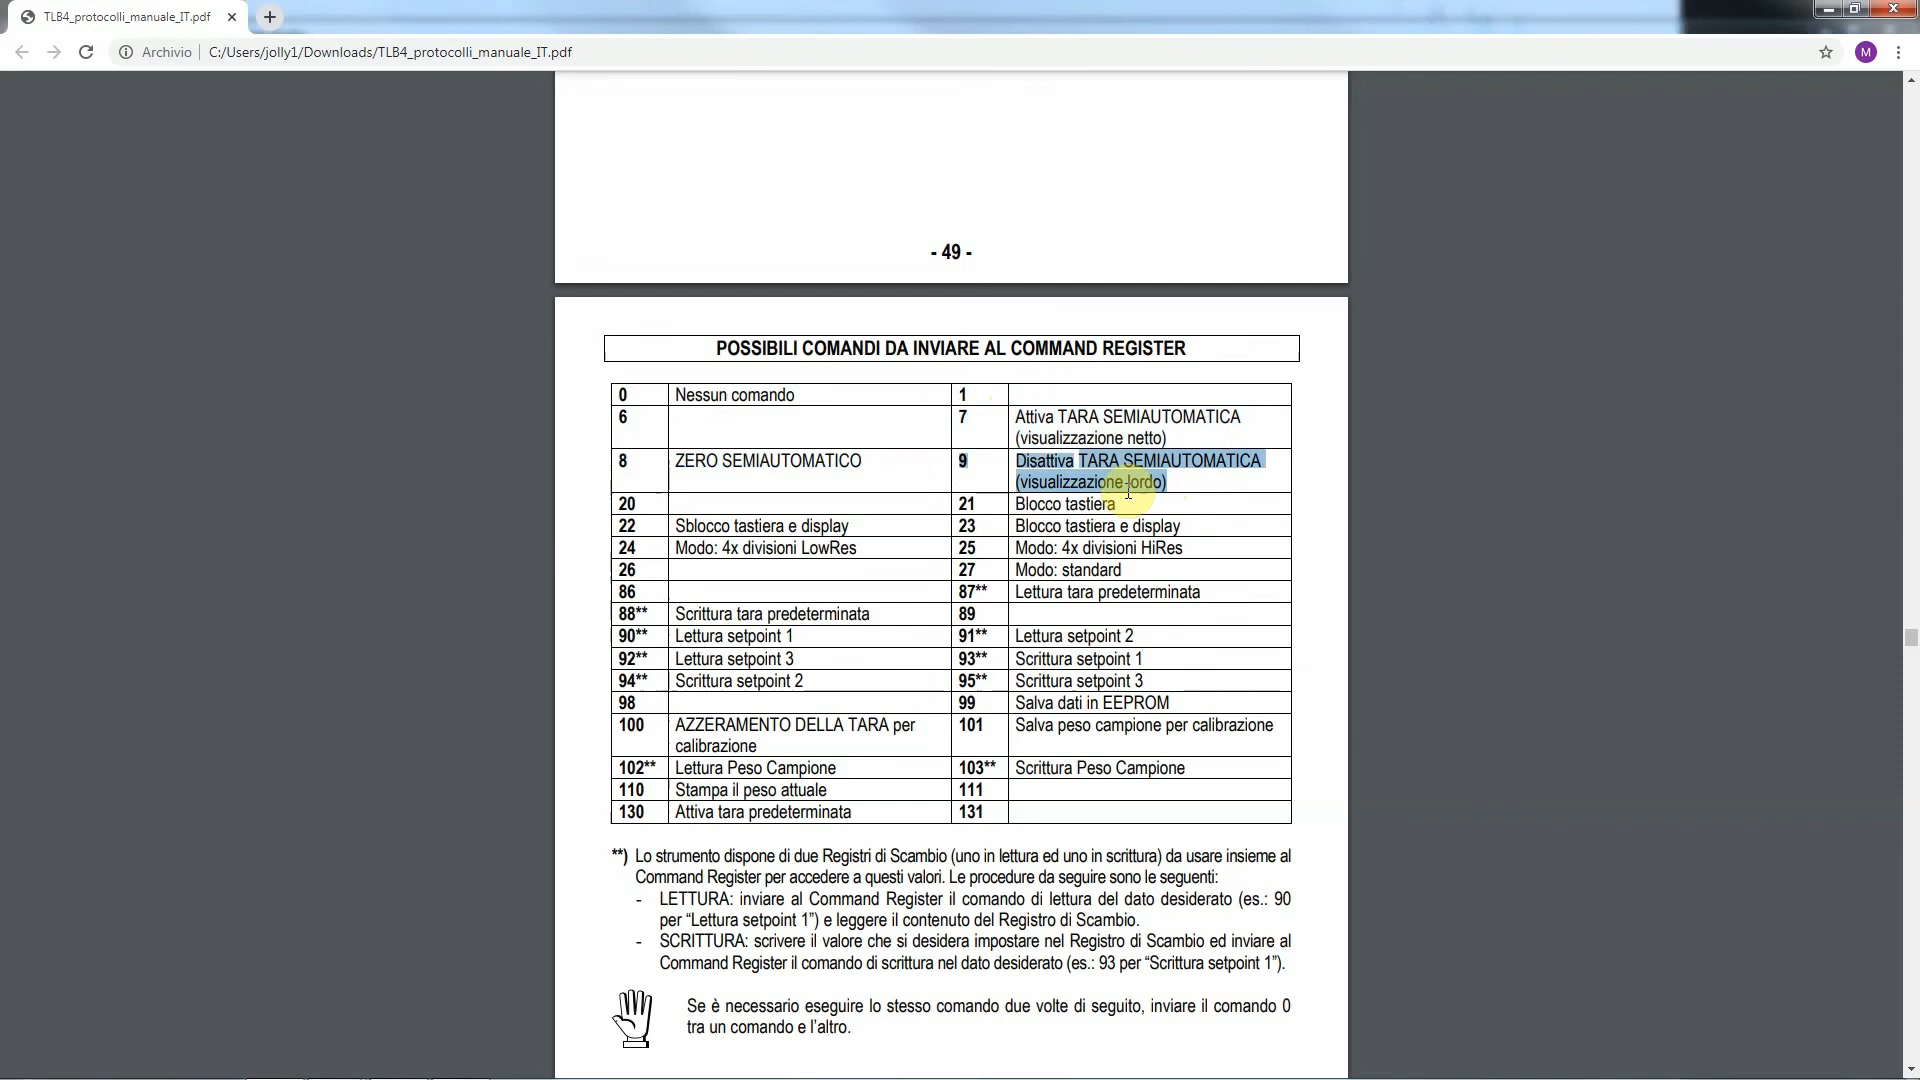 TLB4_protocolli_manuale_IT.pdf
Archivio
C:/Users/jolly1/Downloads/TLB4_protocolli_manuale_IT.pdf
M
- 49 -
POSSIBILI COMANDI DA INVIARE AL COMMAND REGISTER
0 Nessun comando 1
6 7 Attiva TARA SEMIAUTOMATICA
(visualizzazione netto)
8 ZERO SEMIAUTOMATICO 9 Disattiva TARA SEMIAUTOMATICA
(visualizzazione lordo)
20 21 Blocco tastiera
22 Sblocco tastiera e display 23 Blocco tastiera e display
24 Modo: 4x divisioni LowRes 25 Modo: 4x divisioni HiRes
26 27 Modo: standard
86 87** Lettura tara predeterminata
88** Scrittura tara predeterminata 89
90** Lettura setpoint 1 91** Lettura setpoint 2
92** Lettura setpoint 3 93** Scrittura setpoint 1
94** Scrittura setpoint 2 95** Scrittura setpoint 3
98 99 Salva dati in EEPROM
100 AZZERAMENTO DELLA TARA per 101 Salva peso campione per calibrazione
calibrazione
102** Lettura Peso Campione 103** Scrittura Peso Campione
110 Stampa il peso attuale 111
130 Attiva tara predeterminata 131
**) Lo strumento dispone di due Registri di Scambio (uno in lettura ed uno in scrittura) da usare insieme al
Command Register per accedere a questi valori. Le procedure da seguire sono le seguenti:
- LETTURA: inviare al Command Register il comando di lettura del dato desiderato (es.: 90
per “Lettura setpoint 1”) e leggere il contenuto del Registro di Scambio.
- SCRITTURA: scrivere il valore che si desidera impostare nel Registro di Scambio ed inviare al
Command Register il comando di scrittura nel dato desiderato (es.: 93 per “Scrittura setpoint 1”).
Se è necessario eseguire lo stesso comando due volte di seguito, inviare il comando 0
tra un comando e l’altro.